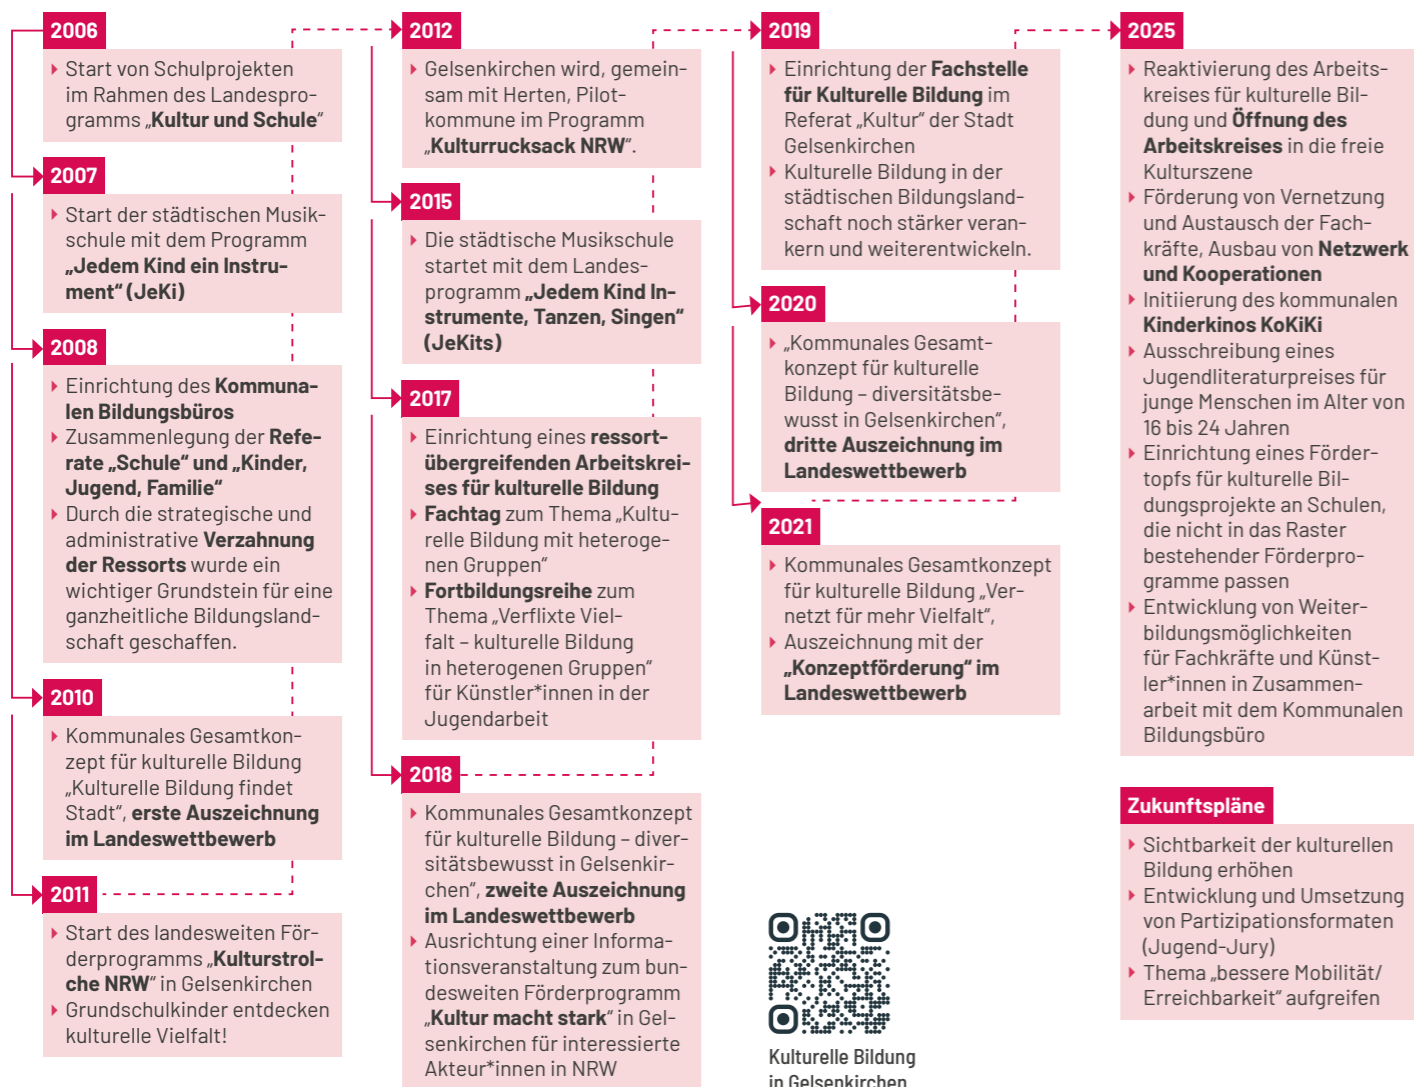 2006
Start von Schulprojekten
im Rahmen des Landespro-
gramms „Kultur und Schule“
2007
Start der städtischen Musik-
schule mit dem Programm
„Jedem Kind ein Instru-
ment“ (JeKi)
2008
Einrichtung des Kommuna-
len Bildungsbüros
Zusammenlegung der Refe-
rate „Schule“ und „Kinder,
Jugend, Familie“
Durch die strategische und
administrative Verzahnung
der Ressorts wurde ein
wichtiger Grundstein für eine
ganzheitliche Bildungsland-
schaft geschaffen.
2010
Kommunales Gesamtkon-
zept für kulturelle Bildung
„Kulturelle Bildung findet
Stadt“, erste Auszeichnung
im Landeswettbewerb
2011
Start des landesweiten För-
derprogramms „Kulturstrol-
che NRW“ in Gelsenkirchen
Grundschulkinder entdecken
kulturelle Vielfalt!
2012
Gelsenkirchen wird, gemein-
sam mit Herten, Pilot-
kommune im Programm
„Kulturrucksack NRW“.
2015
Die städtische Musikschule
startet mit dem Landes-
programm „Jedem Kind In-
strumente, Tanzen, Singen“
(JeKits)
2017
Einrichtung eines ressort-
übergreifenden Arbeitskrei-
ses für kulturelle Bildung
Fachtag zum Thema „Kultu-
relle Bildung mit heteroge-
nen Gruppen“
Fortbildungsreihe zum
Thema „Verflixte Viel-
falt – kulturelle Bildung
in heterogenen Gruppen“
für Künstler*innen in der
Jugendarbeit
2018
Kommunales Gesamtkonzept
für kulturelle Bildung – diver-
sitätsbewusst in Gelsenkir-
chen“, zweite Auszeichnung
im Landeswettbewerb
Ausrichtung einer Informa-
tionsveranstaltung zum bun-
desweiten Förderprogramm
„Kultur macht stark“ in Gel-
senkirchen für interessierte
Akteur*innen in NRW
2019
Einrichtung der Fachstelle
für Kulturelle Bildung im
Referat „Kultur“ der Stadt
Gelsenkirchen
Kulturelle Bildung in der
städtischen Bildungsland-
schaft noch stärker veran-
kern und weiterentwickeln.
2020
„Kommunales Gesamt-
konzept für kulturelle
Bildung – diversitätsbe-
wusst in Gelsenkirchen“,
dritte Auszeichnung im
Landeswettbewerb
2021
Kommunales Gesamtkonzept
für kulturelle Bildung „Ver-
netzt für mehr Vielfalt“,
Auszeichnung mit der
„Konzeptförderung“ im
Landeswettbewerb
Kulturelle Bildung
in Gelsenkirchen
2025
Reaktivierung des Arbeits-
kreises für kulturelle Bil-
dung und Öffnung des
Arbeitskreises in die freie
Kulturszene
Förderung von Vernetzung
und Austausch der Fach-
kräfte, Ausbau von Netzwerk
und Kooperationen
Initiierung des kommunalen
Kinderkinos KoKiKi
Ausschreibung eines
Jugendliteraturpreises für
junge Menschen im Alter von
16 bis 24 Jahren
Einrichtung eines Förder-
topfs für kulturelle Bil-
dungsprojekte an Schulen,
die nicht in das Raster
bestehender Förderpro-
gramme passen
Entwicklung von Weiter-
bildungsmöglichkeiten
für Fachkräfte und Künst-
ler*innen in Zusammen-
arbeit mit dem Kommunalen
Bildungsbüro
Zukunftspläne
Sichtbarkeit der kulturellen
Bildung erhöhen
Entwicklung und Umsetzung
von Partizipationsformaten
(Jugend-Jury)
Thema „bessere Mobilität/
Erreichbarkeit“ aufgreifen